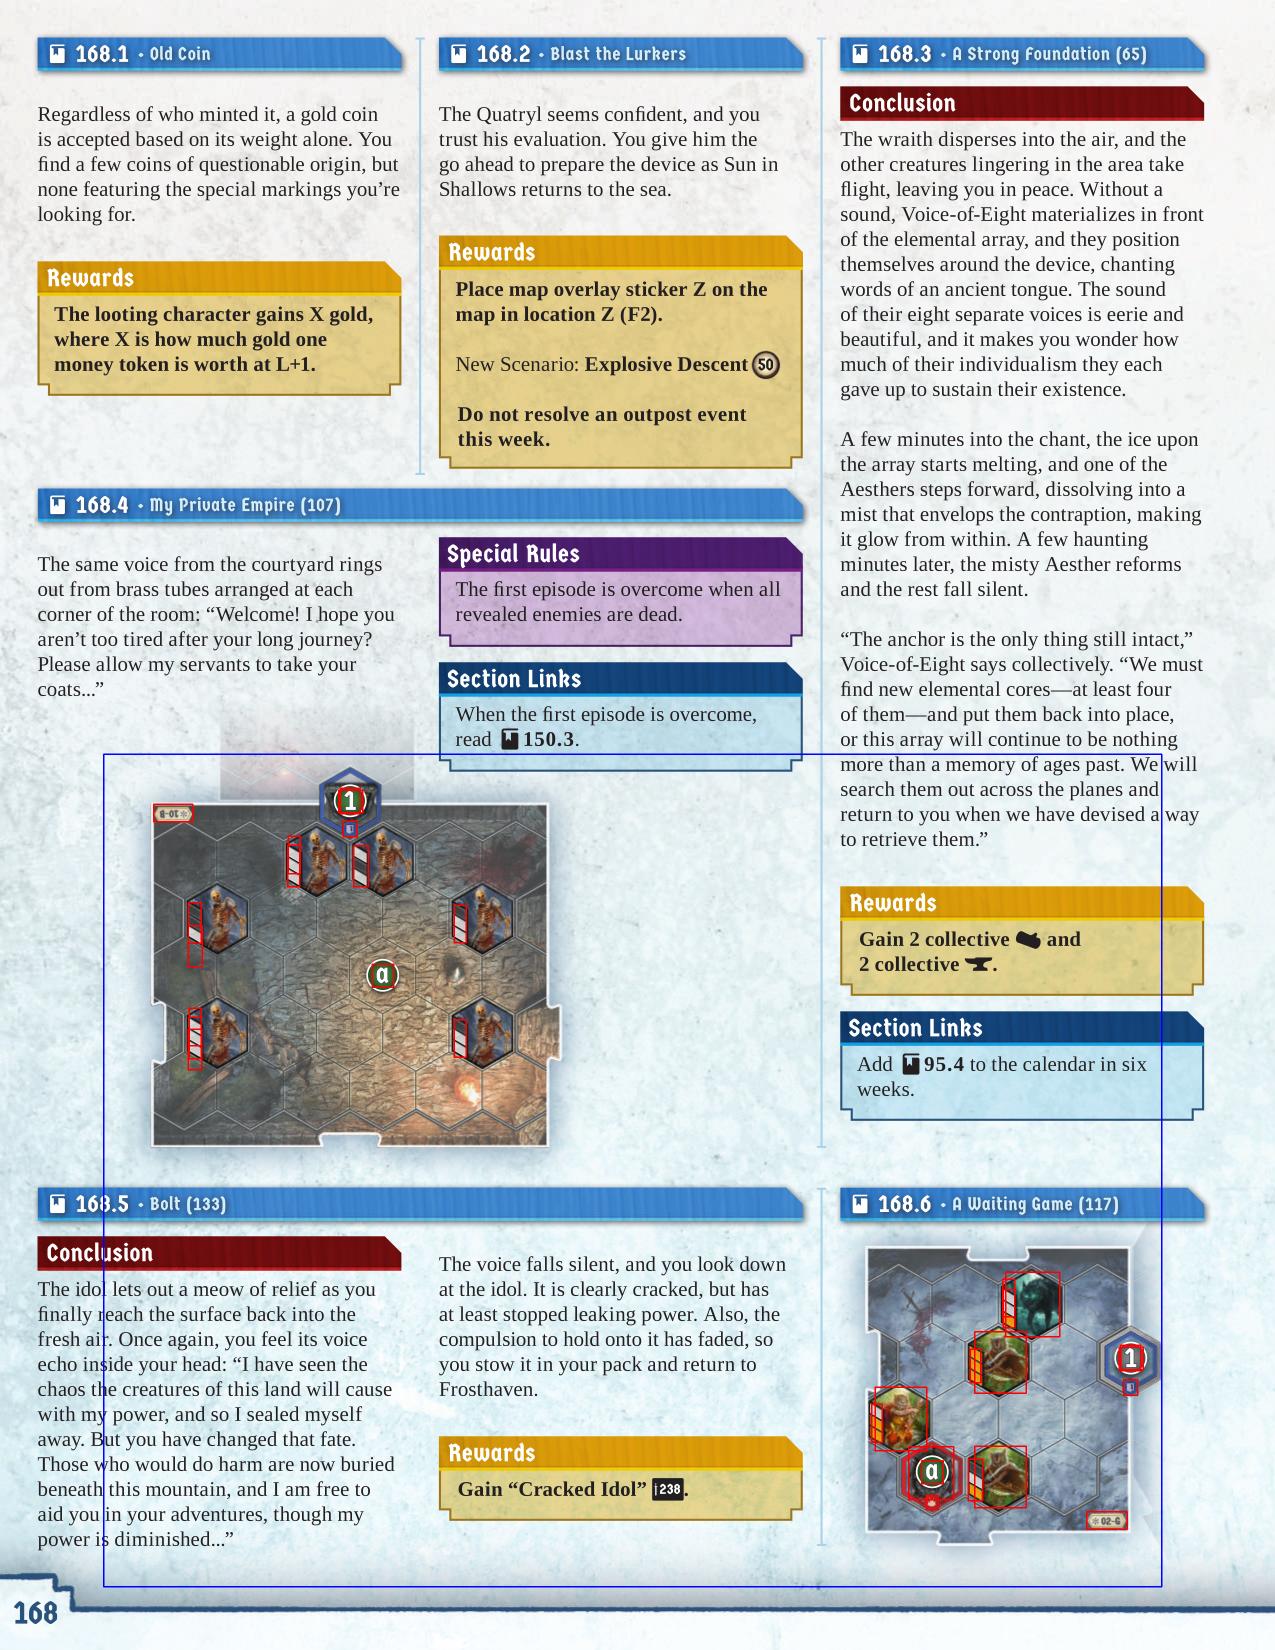 168.1 • Old Coin
Regardless of who minted it, a gold coin
is accepted based on its weight alone. You
find a few coins of questionable origin, but
none featuring the special markings you’re
looking for.
Rewards
The looting character gains X gold,
where X is how much gold one
money token is worth at L+1.
168.2 • Blast the Lurkers
The Quatryl seems confident, and you
trust his evaluation. You give him the
go ahead to prepare the device as Sun in
Shallows returns to the sea.
Rewards
Place map overlay sticker Z on the
map in location Z (F2).
New Scenario: Explosive Descent 50
Do not resolve an outpost event
this week.
168.3 • A Strong Foundation (65)
Conclusion
The wraith disperses into the air, and the
other creatures lingering in the area take
flight, leaving you in peace. Without a
sound, Voice-of-Eight materializes in front
of the elemental array, and they position
themselves around the device, chanting
words of an ancient tongue. The sound
of their eight separate voices is eerie and
beautiful, and it makes you wonder how
much of their individualism they each
gave up to sustain their existence.
A few minutes into the chant, the ice upon
the array starts melting, and one of the
Aesthers steps forward, dissolving into a
mist that envelops the contraption, making
it glow from within. A few haunting
minutes later, the misty Aesther reforms
and the rest fall silent.
“The anchor is the only thing still intact,”
Voice-of-Eight says collectively. “We must
find new elemental cores—at least four
of them—and put them back into place,
or this array will continue to be nothing
more than a memory of ages past. We will
search them out across the planes and
return to you when we have devised a way
to retrieve them.”
Rewards
Gain 2 collective and
2 collective .
Section Links
Add 95.4 to the calendar in six
weeks.
168.4 • My Private Empire (107)
The same voice from the courtyard rings
out from brass tubes arranged at each
corner of the room: “Welcome! I hope you
aren’t too tired after your long journey?
Please allow my servants to take your
coats...”
Special Rules
The first episode is overcome when all
revealed enemies are dead.
Section Links
When the first episode is overcome,
read 150.3.
1
10-B
a
168.5 • Bolt (133)
Conclusion
The idol lets out a meow of relief as you
finally reach the surface back into the
fresh air. Once again, you feel its voice
echo inside your head: “I have seen the
chaos the creatures of this land will cause
with my power, and so I sealed myself
away. But you have changed that fate.
Those who would do harm are now buried
beneath this mountain, and I am free to
aid you in your adventures, though my
power is diminished...”
The voice falls silent, and you look down
at the idol. It is clearly cracked, but has
at least stopped leaking power. Also, the
compulsion to hold onto it has faded, so
you stow it in your pack and return to
Frosthaven.
Rewards
Gain “Cracked Idol” 238.
168.6 • A Waiting Game (117)
1
a
02-G
168